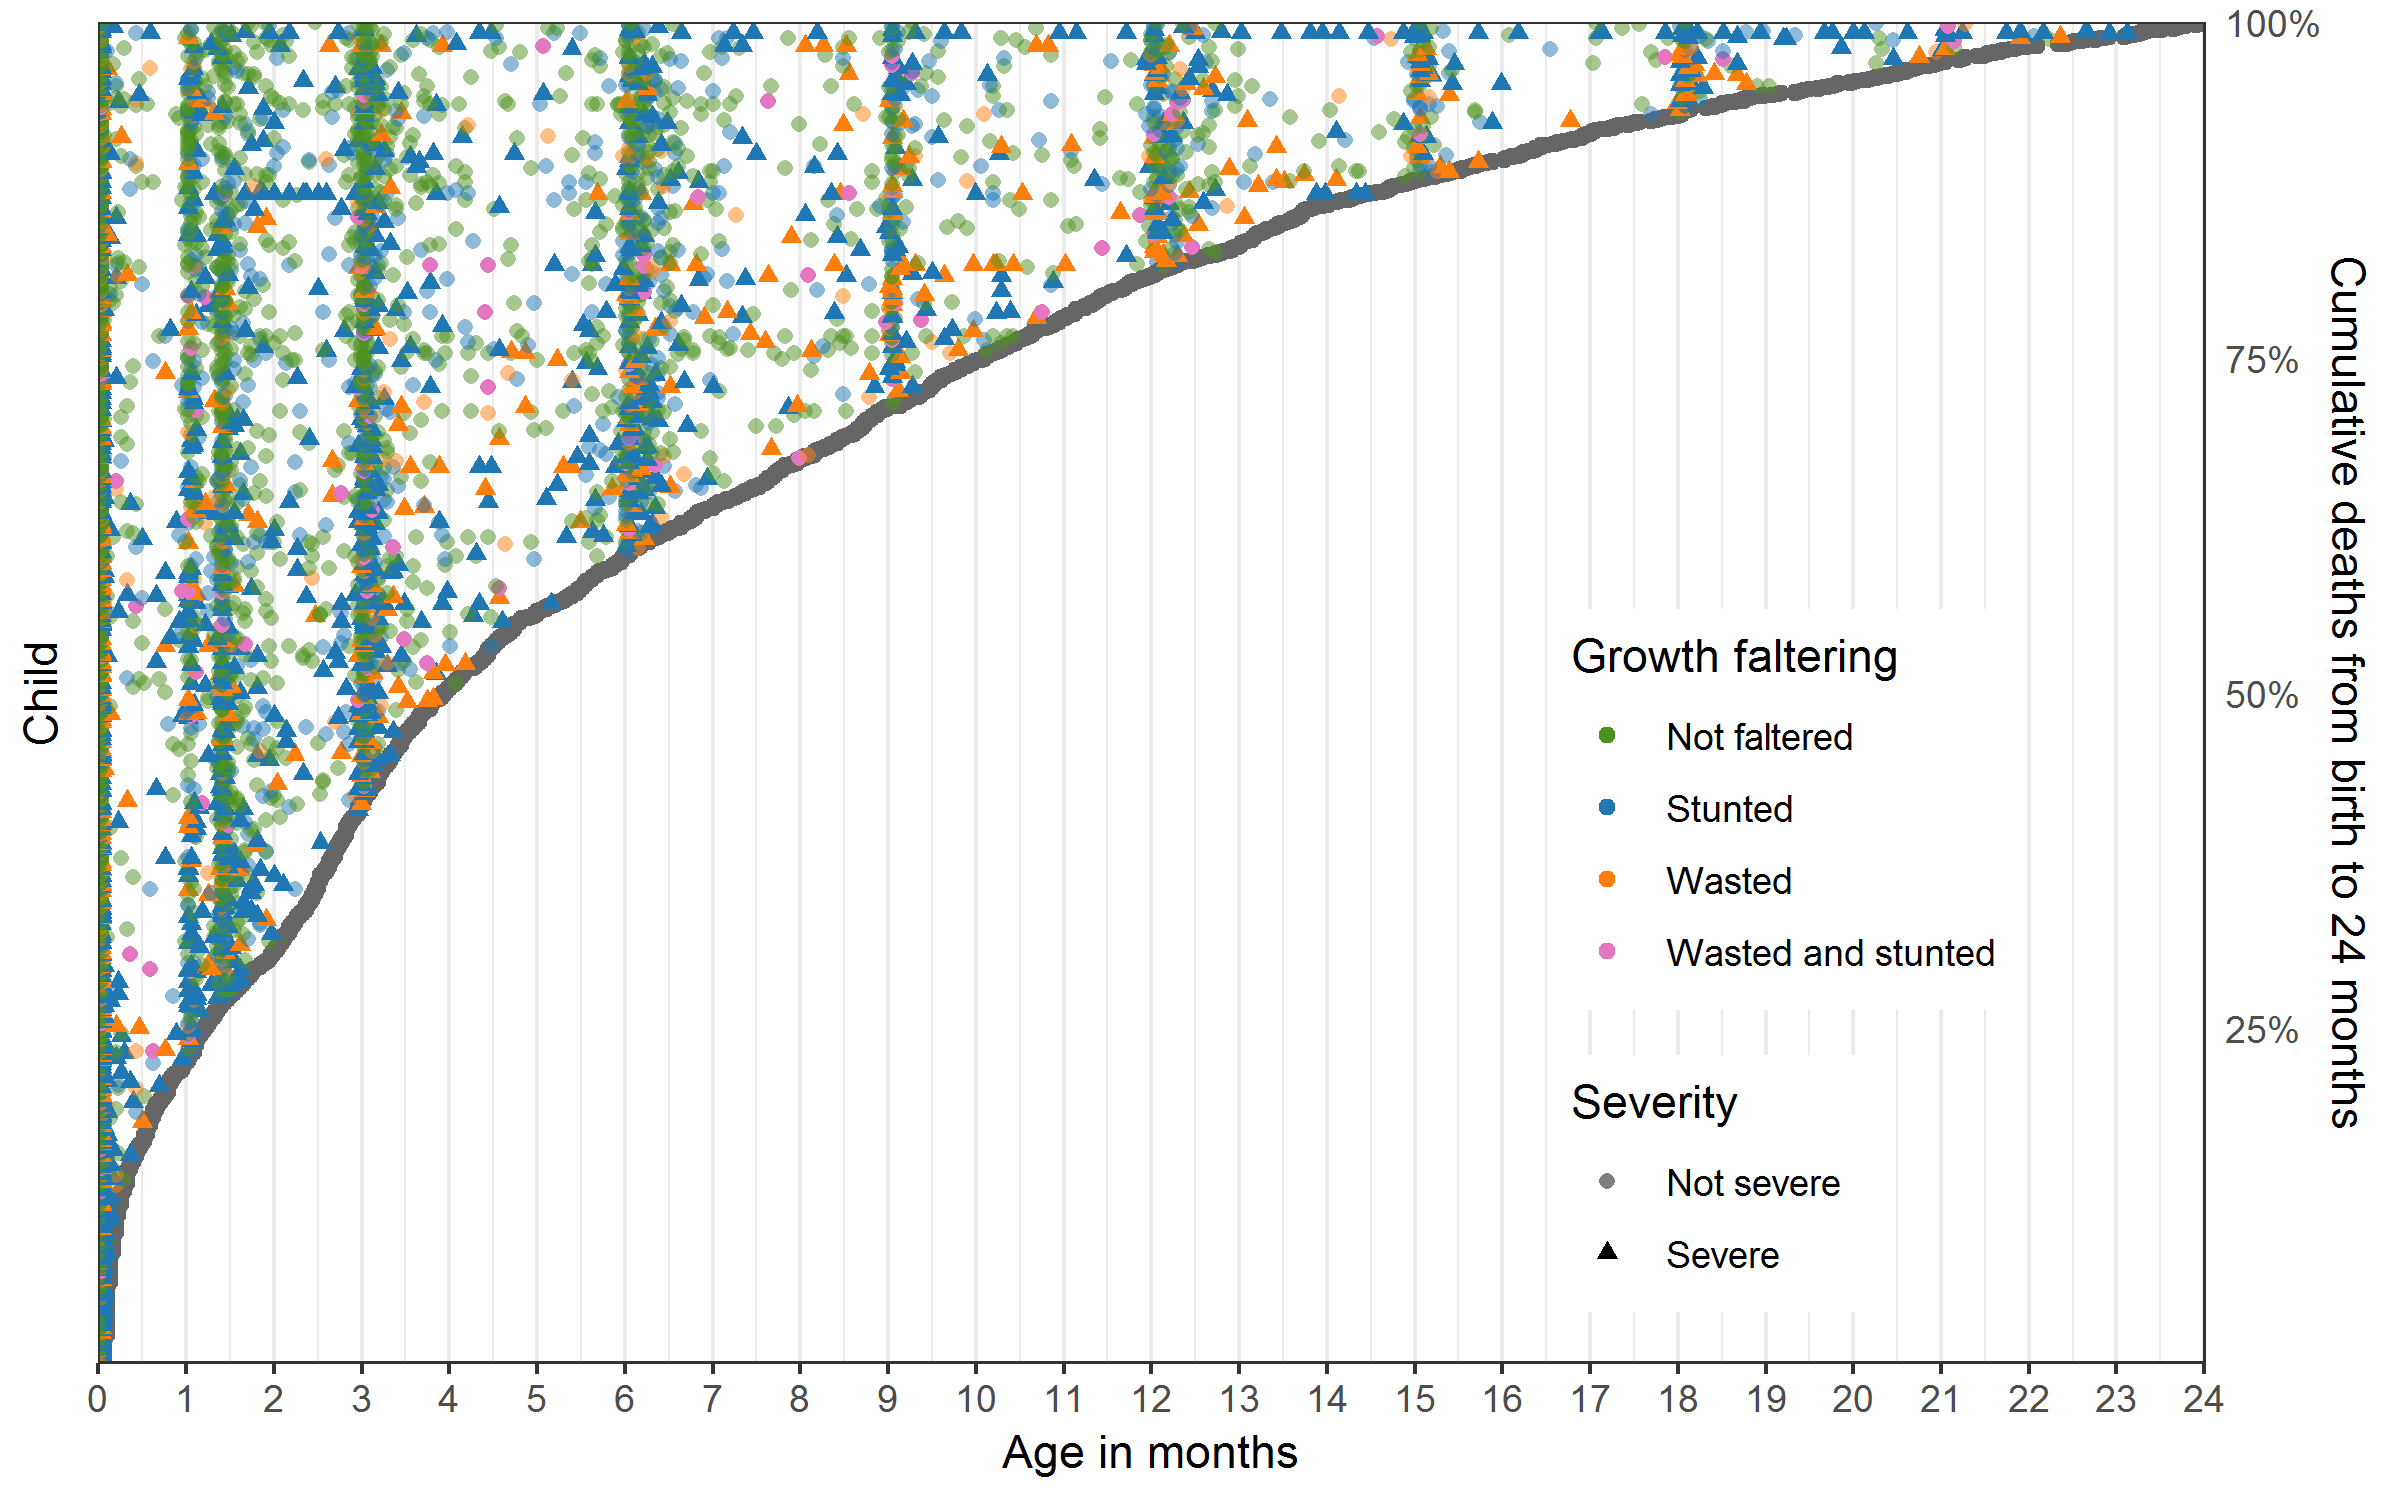 Child
100%
75%
50%
25%
Cumulative deaths from birth to 24 months
Growth faltering
Not faltered
Stunted
Wasted
Wasted and stunted
Severity
Not severe
Severe
0 1 2 3 4 5 6 7 8 9 10 11 12 13 14 15 16 17 18 19 20 21 22 23 24
Age in months